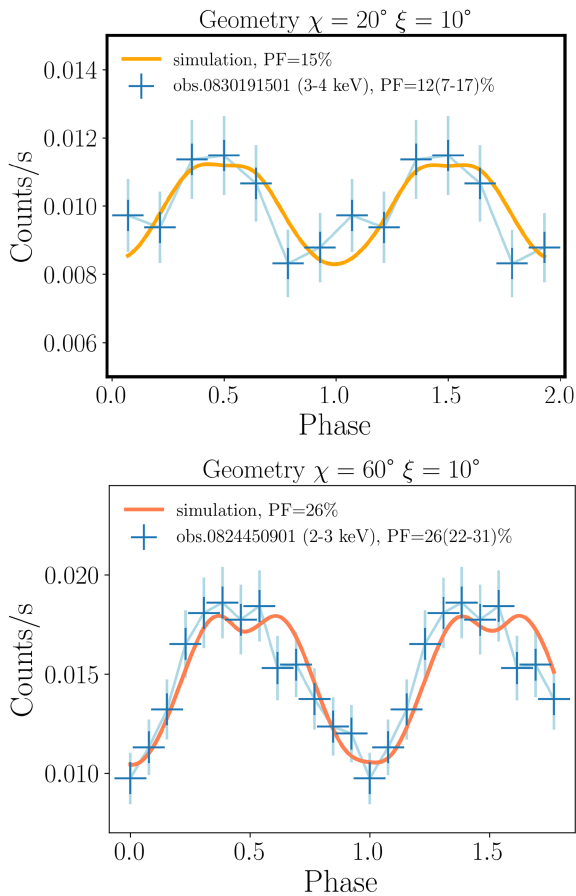 Geometry χ = 20° ξ = 10°
simulation, PF=15%
obs.0830191501 (3-4 keV), PF=12(7-17)%
0.014
0.012
0.010
0.008
0.006
Counts/s
0.0 0.5 1.0 1.5 2.0
Phase
Geometry χ = 60° ξ = 10°
simulation, PF=26%
obs.0824450901 (2-3 keV), PF=26(22-31)%
0.020
0.015
0.010
Counts/s
0.0 0.5 1.0 1.5
Phase